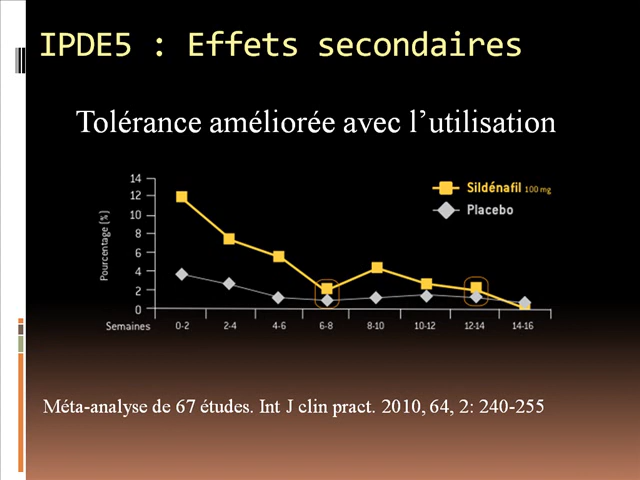 IPDE5 : Effets secondaires
Tolérance améliorée avec l’utilisation
14
12
10
8
6
4
2
0
Pourcentage (%)
Sildénafil 100 mg
Placebo
Semaines 0-2 2-4 4-6 6-8 8-10 10-12 12-14 14-16
Méta-analyse de 67 études. Int J clin pract. 2010, 64, 2: 240-255